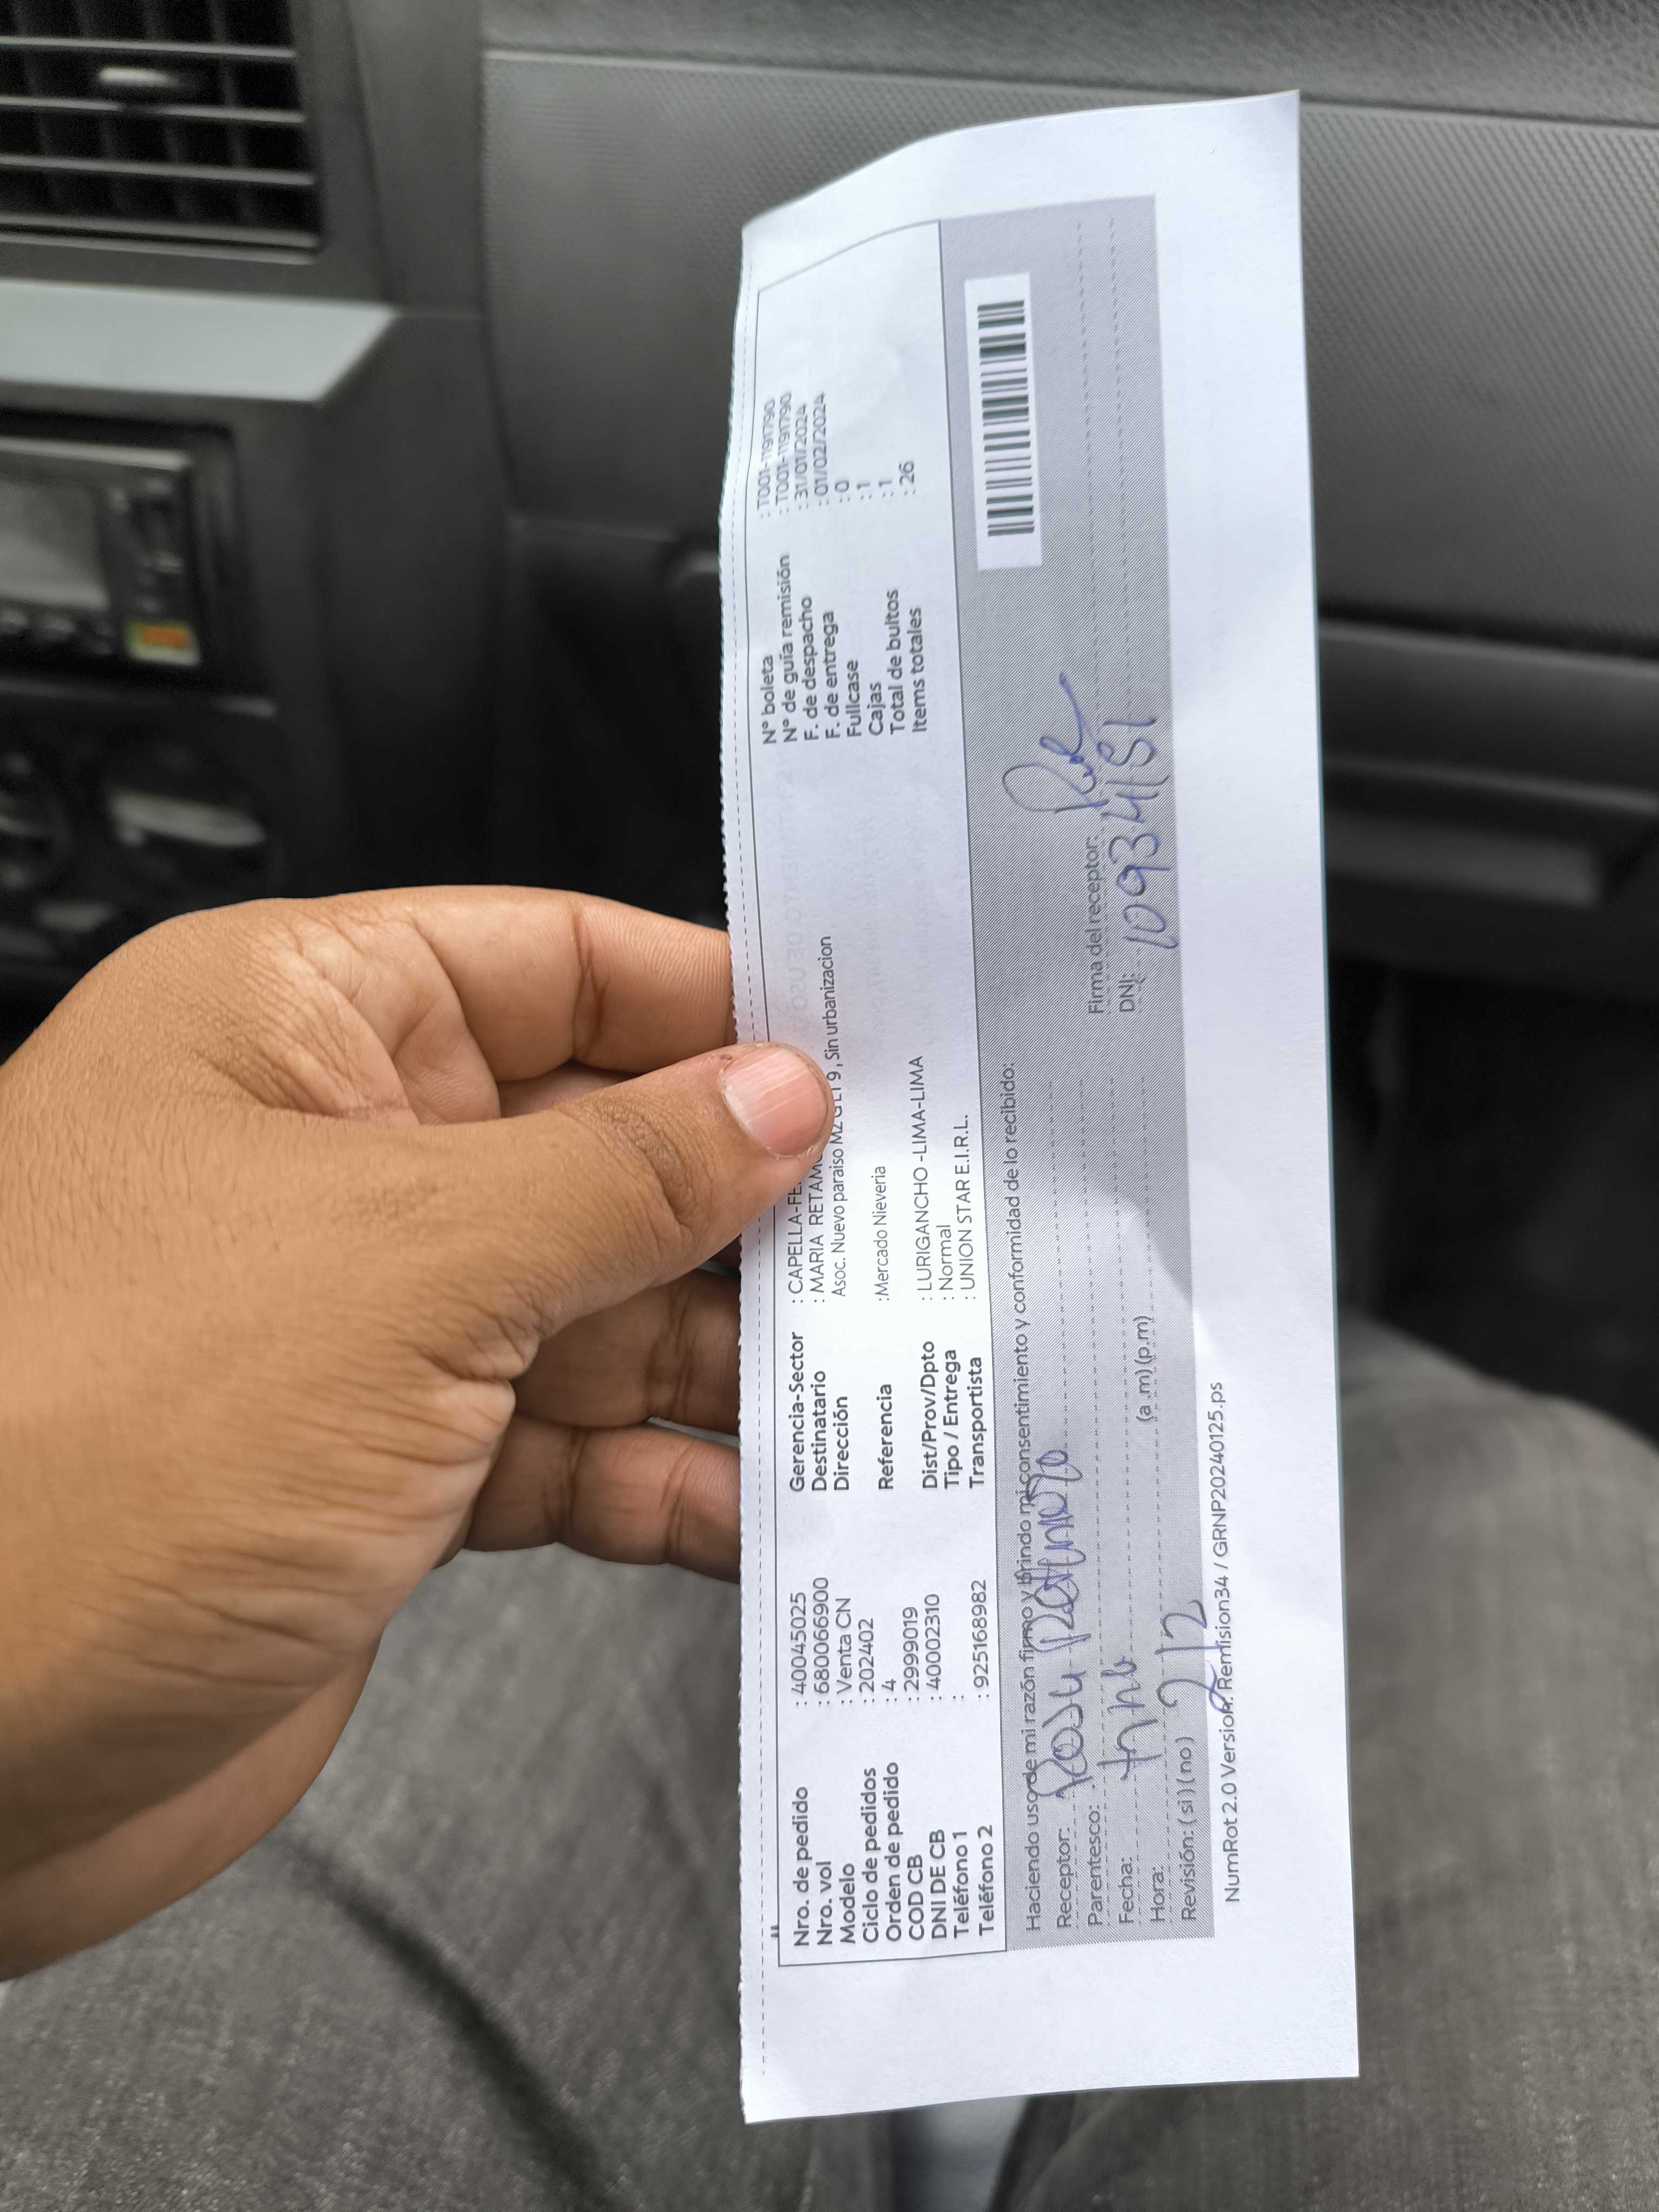 Nro. de pedido : 40045025
Nro. vol : 680066900
Modelo : Venta CN
Ciclo de pedidos : 202402
Orden de pedido : 4
COD CB : 2999019
DNI DE CB : 40002310
Teléfono 1 :
Teléfono 2 : 925168982
Gerencia-Sector : CAPELLA-FE
Destinatario : MARIA RETAM
Dirección Asoc. Nuevo paraiso MZ G LT 9 , Sin urbanizacion
Referencia :Mercado Nieveria
Dist/Prov/Dpto : LURIGANCHO -LIMA-LIMA
Tipo / Entrega : Normal
Transportista : UNION STAR E.I.R.L.
N° boleta : T001-1191790
N° de guía remisión : T001-1191790
F. de despacho : 31/01/2024
F. de entrega : 01/02/2024
Fullcase : 0
Cajas : 1
Total de bultos : 1
Items totales : 26
Haciendo uso de mi razón firmo y brindo mi consentimiento y conformidad de lo recibido:
Receptor:
Parentesco:
Fecha:
Hora: (a .m) (p.m)
Revisión: ( si ) ( no )
Firma del receptor:
DNI: 10934181
NumRot 2.0 Version. Remision34 / GRNP20240125.ps